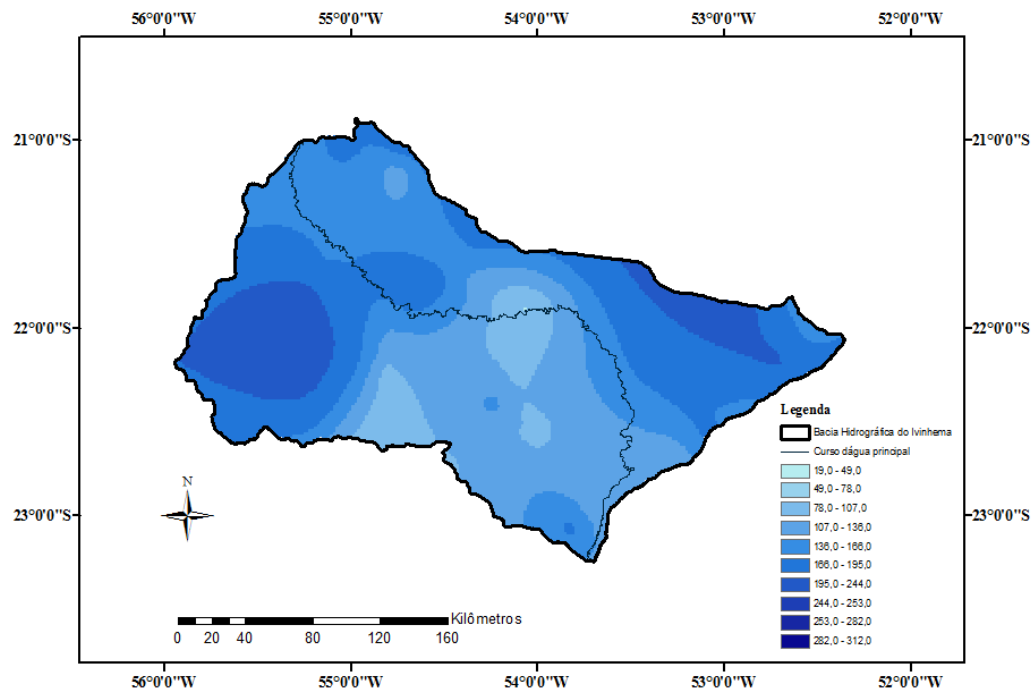 56°0'0"W 55°0'0"W 54°0'0"W 53°0'0"W 52°0'0"W
21°0'0"S 21°0'0"S
22°0'0"S 22°0'0"S
23°0'0"S 23°0'0"S
Legenda
Bacia Hidrográfica do Ivinhema
Curso dágua principal
19,0 - 49,0
49,0 - 78,0
78,0 - 107,0
107,0 - 136,0
136,0 - 166,0
166,0 - 195,0
195,0 - 244,0
244,0 - 253,0
253,0 - 282,0
282,0 - 312,0
N
Kilômetros
0 20 40 80 120 160
56°0'0"W 55°0'0"W 54°0'0"W 53°0'0"W 52°0'0"W